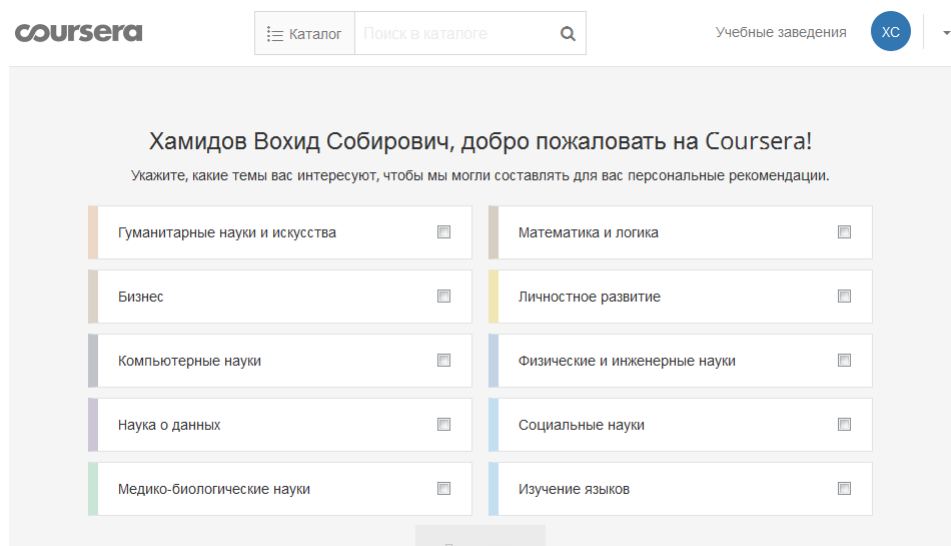 coursera
Каталог
Поиск в каталоге
Учебные заведения
ХС
Хамидов Вохид Собирович, добро пожаловать на Coursera!
Укажите, какие темы вас интересуют, чтобы мы могли составлять для вас персональные рекомендации.
Гуманитарные науки и искусства
Математика и логика
Бизнес
Личностное развитие
Компьютерные науки
Физические и инженерные науки
Наука о данных
Социальные науки
Медико-биологические науки
Изучение языков